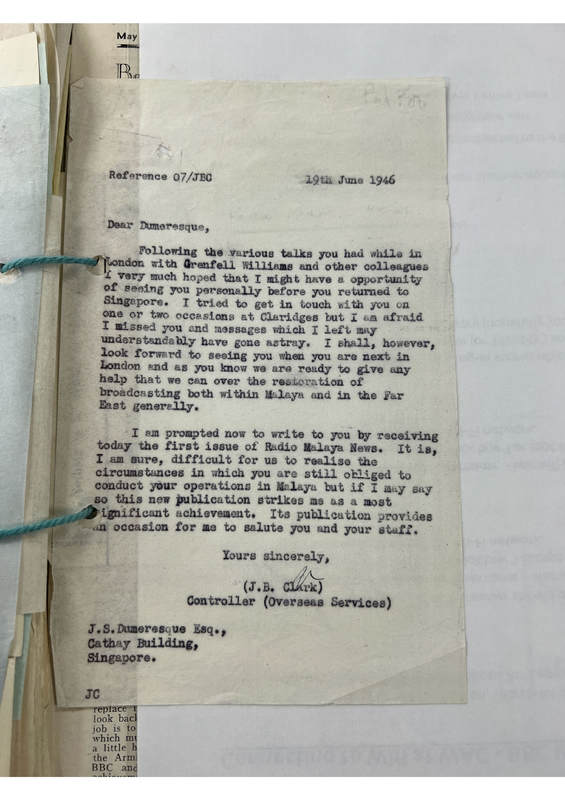 May
Reference 07/JBC 19th June 1946
Dear Dumeresque,
Following the various talks you had while in
London with Grenfell Williams and other colleagues
I very much hoped that I might have a opportunity
of seeing you personally before you returned to
Singapore. I tried to get in touch with you on
one or two occasions at Claridges but I am afraid
I missed you and messages which I left may
understandably have gone astray. I shall, however,
look forward to seeing you when you are next in
London and as you know we are ready to give any
help that we can over the restoration of
broadcasting both within Malaya and in the Far
East generally.
I am prompted now to write to you by receiving
today the first issue of Radio Malaya News. It is,
I am sure, difficult for us to realise the
circumstances in which you are still obliged to
conduct your operations in Malaya but if I may say
so this new publication strikes me as a most
significant achievement. Its publication provides
an occasion for me to salute you and your staff.
Yours sincerely,
(J.B. Clark)
Controller (Overseas Services)
J.S.Dumeresque Esq.,
Cathay Building,
Singapore.
JC
replace
look back
job is to
which
a little
the Arm
BBC and